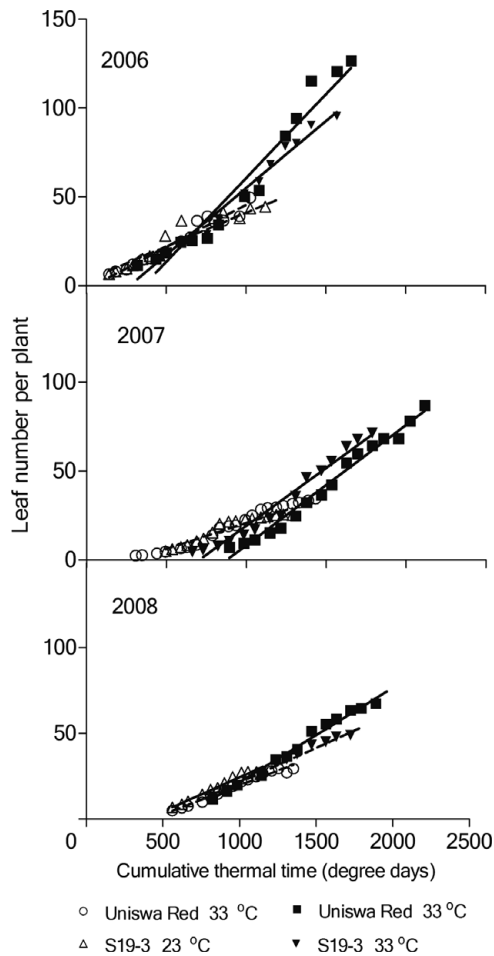 150
2006
100
50
0
2007
100
50
0
2008
100
50
0
0 500 1000 1500 2000 2500
Leaf number per plant
Cumulative thermal time (degree days)
Uniswa Red 33 °C
Uniswa Red 33 °C
S19-3 23 °C
S19-3 33 °C